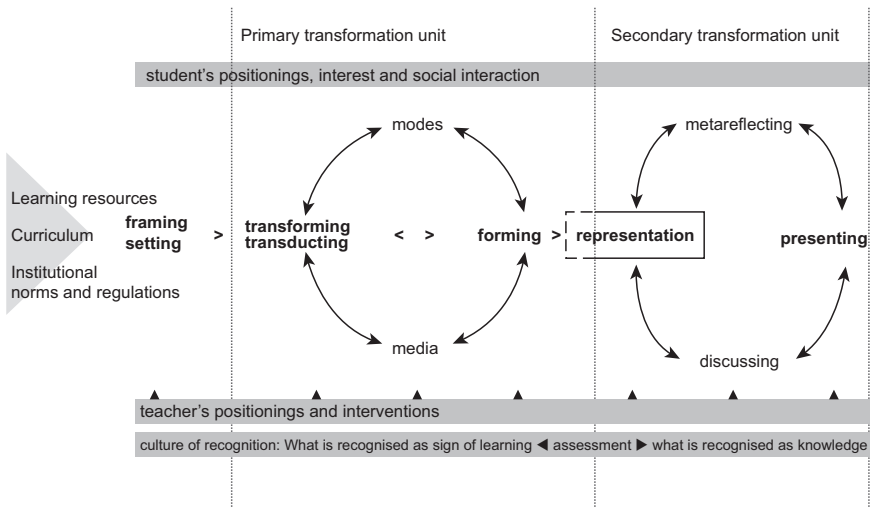 Primary transformation unit
Secondary transformation unit
student's positionings, interest and social interaction
modes
metareflecting
Learning resources
Curriculum
Institutional
norms and regulations
framing
setting
>
transforming
transducting
< >
forming >
representation
presenting
media
discussing
teacher's positionings and interventions
culture of recognition: What is recognised as sign of learning ◀ assessment ▶ what is recognised as knowledge